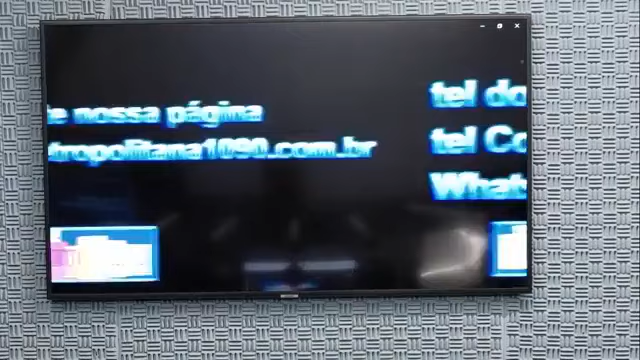 e nossa página
tropolitana1090.com.br
tel do
tel Co
Whats